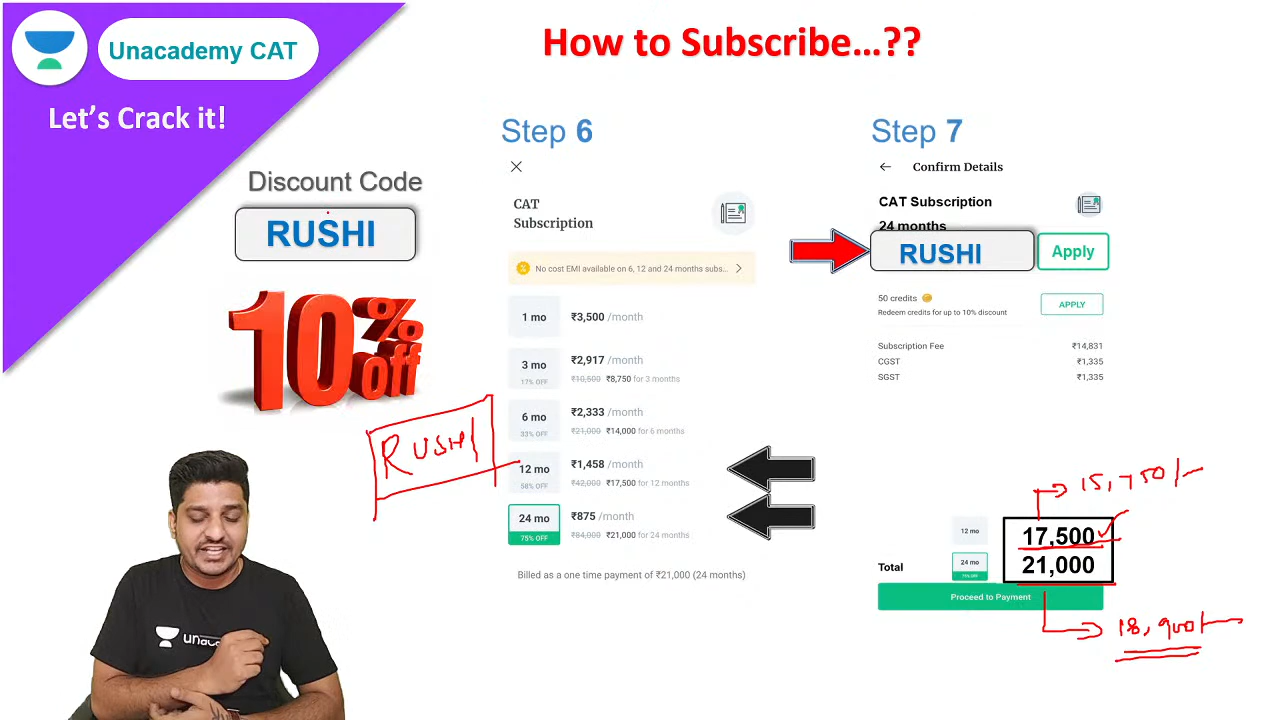 Unacademy CAT
Let's Crack it!
How to Subscribe...??
Discount Code
RUSHI
10% off
RUSHI
Step 6
CAT
Subscription
No cost EMI available on 6, 12 and 24 months subs...
1 mo
₹3,500 /month
3 mo
17% OFF
₹2,917 /month
₹10,500 ₹8,750 for 3 months
6 mo
33% OFF
₹2,333 /month
₹21,000 ₹14,000 for 6 months
12 mo
58% OFF
₹1,458 /month
₹42,000 ₹17,500 for 12 months
24 mo
75% OFF
₹875 /month
₹84,000 ₹21,000 for 24 months
Billed as a one time payment of ₹21,000 (24 months)
Step 7
Confirm Details
CAT Subscription
24 months
RUSHI
Apply
50 credits
Redeem credits for up to 10% discount
APPLY
Subscription Fee ₹14,831
CGST ₹1,335
SGST ₹1,335
15,750/-
12 mo
17,500
Total
24 mo
75% OFF
21,000
Proceed to Payment
18,900/-
unac